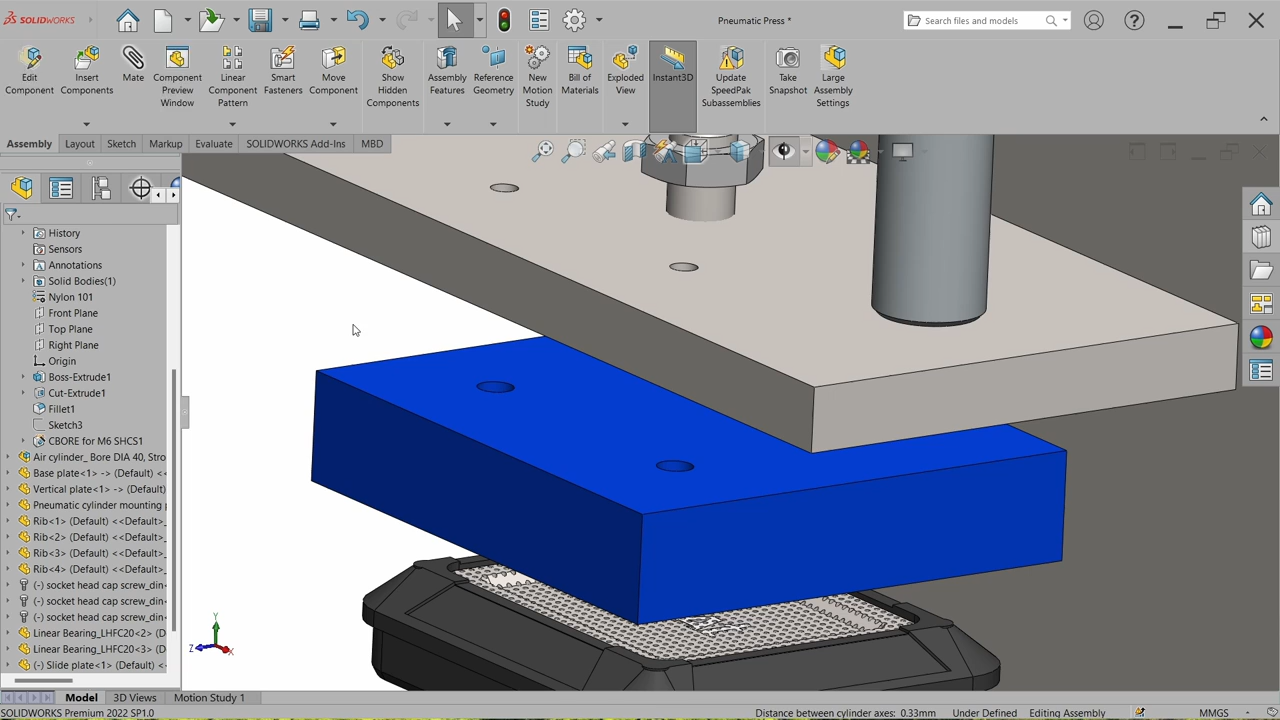 SOLIDWORKS
Pneumatic Press *
Search files and models
Edit Component
Insert Components
Mate
Component Preview Window
Linear Component Pattern
Smart Fasteners
Move Component
Show Hidden Components
Assembly Features
Reference Geometry
New Motion Study
Bill of Materials
Exploded View
Instant3D
Update SpeedPak Subassemblies
Take Snapshot
Large Assembly Settings
Assembly
Layout
Sketch
Markup
Evaluate
SOLIDWORKS Add-Ins
MBD
History
Sensors
Annotations
Solid Bodies(1)
Nylon 101
Front Plane
Top Plane
Right Plane
Origin
Boss-Extrude1
Cut-Extrude1
Fillet1
Sketch3
CBORE for M6 SHCS1
Air cylinder_ Bore DIA 40, Stro
Base plate<1> -> (Default) <<
Vertical plate<1> -> (Default)
Pneumatic cylinder mounting
Rib<1> (Default) <<Default>_
Rib<2> (Default) <<Default>_
Rib<3> (Default) <<Default>_
Rib<4> (Default) <<Default>_
(-) socket head cap screw_din
(-) socket head cap screw_din
(-) socket head cap screw_din
Linear Bearing_LHFC20<2> (D
Linear Bearing_LHFC20<3> (D
(-) Slide plate<1> (Default) <
Y
Z
X
Model
3D Views
Motion Study 1
SOLIDWORKS Premium 2022 SP1.0
Distance between cylinder axes: 0.33mm
Under Defined
Editing Assembly
MMGS